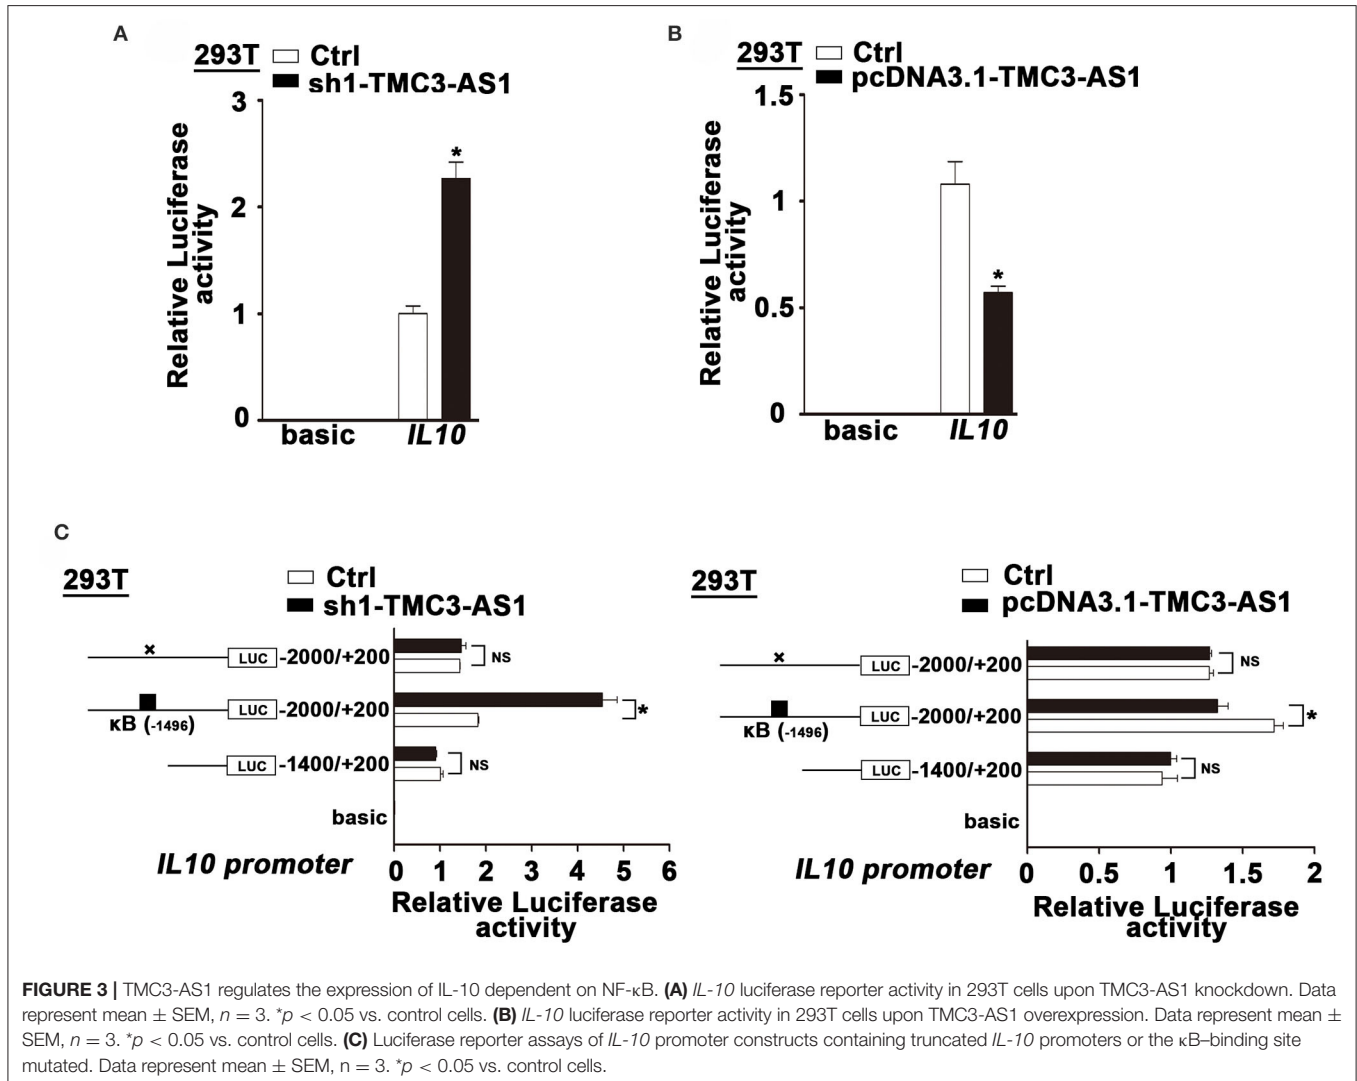 A
293T
Ctrl
sh1-TMC3-AS1
Relative Luciferase
activity
3
2
1
0
basic
IL10
*
B
293T
Ctrl
pcDNA3.1-TMC3-AS1
Relative Luciferase
activity
1.5
1
0.5
0
basic
IL10
*
C
293T
Ctrl
sh1-TMC3-AS1
× LUC -2000/+200 NS
LUC -2000/+200 *
κB (-1496)
LUC -1400/+200 NS
basic
IL10 promoter
0 1 2 3 4 5 6
Relative Luciferase
activity
293T
Ctrl
pcDNA3.1-TMC3-AS1
× LUC -2000/+200 NS
LUC -2000/+200 *
κB (-1496)
LUC -1400/+200 NS
basic
IL10 promoter
0 0.5 1 1.5 2
Relative Luciferase
activity
FIGURE 3 | TMC3-AS1 regulates the expression of IL-10 dependent on NF-κB. (A) IL-10 luciferase reporter activity in 293T cells upon TMC3-AS1 knockdown. Data
represent mean ± SEM, n = 3. *p < 0.05 vs. control cells. (B) IL-10 luciferase reporter activity in 293T cells upon TMC3-AS1 overexpression. Data represent mean ±
SEM, n = 3. *p < 0.05 vs. control cells. (C) Luciferase reporter assays of IL-10 promoter constructs containing truncated IL-10 promoters or the κB–binding site
mutated. Data represent mean ± SEM, n = 3. *p < 0.05 vs. control cells.